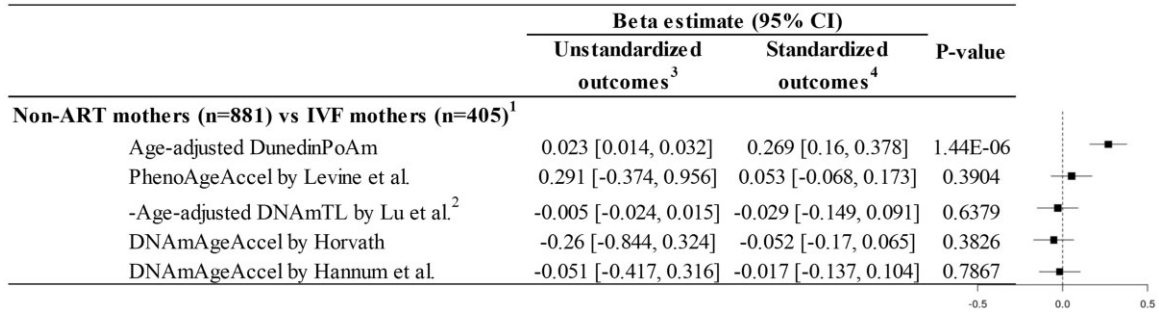 Beta estimate (95% CI)
Unstandardized outcomes3 Standardized outcomes4 P-value
Non-ART mothers (n=881) vs IVF mothers (n=405)1
Age-adjusted DunedinPoAm 0.023 [0.014, 0.032] 0.269 [0.16, 0.378] 1.44E-06
PhenoAgeAccel by Levine et al. 0.291 [-0.374, 0.956] 0.053 [-0.068, 0.173] 0.3904
-Age-adjusted DNAmTL by Lu et al.2 -0.005 [-0.024, 0.015] -0.029 [-0.149, 0.091] 0.6379
DNAmAgeAccel by Horvath -0.26 [-0.844, 0.324] -0.052 [-0.17, 0.065] 0.3826
DNAmAgeAccel by Hannum et al. -0.051 [-0.417, 0.316] -0.017 [-0.137, 0.104] 0.7867
-0.5 0.0 0.5